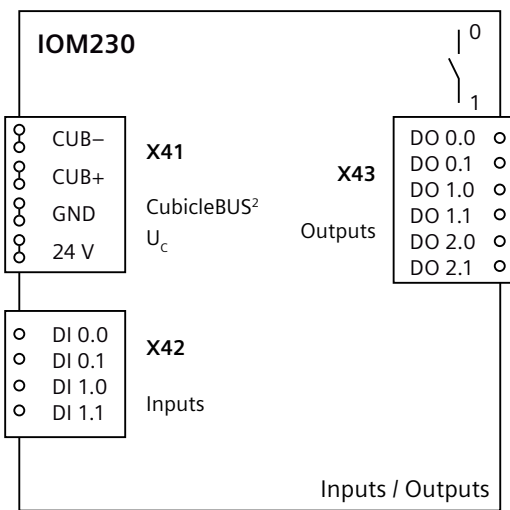 IOM230
0
1
CUB−
CUB+
GND
24 V
X41
CubicleBUS²
U꜀
X43
Outputs
DO 0.0
DO 0.1
DO 1.0
DO 1.1
DO 2.0
DO 2.1
DI 0.0
DI 0.1
DI 1.0
DI 1.1
X42
Inputs
Inputs / Outputs